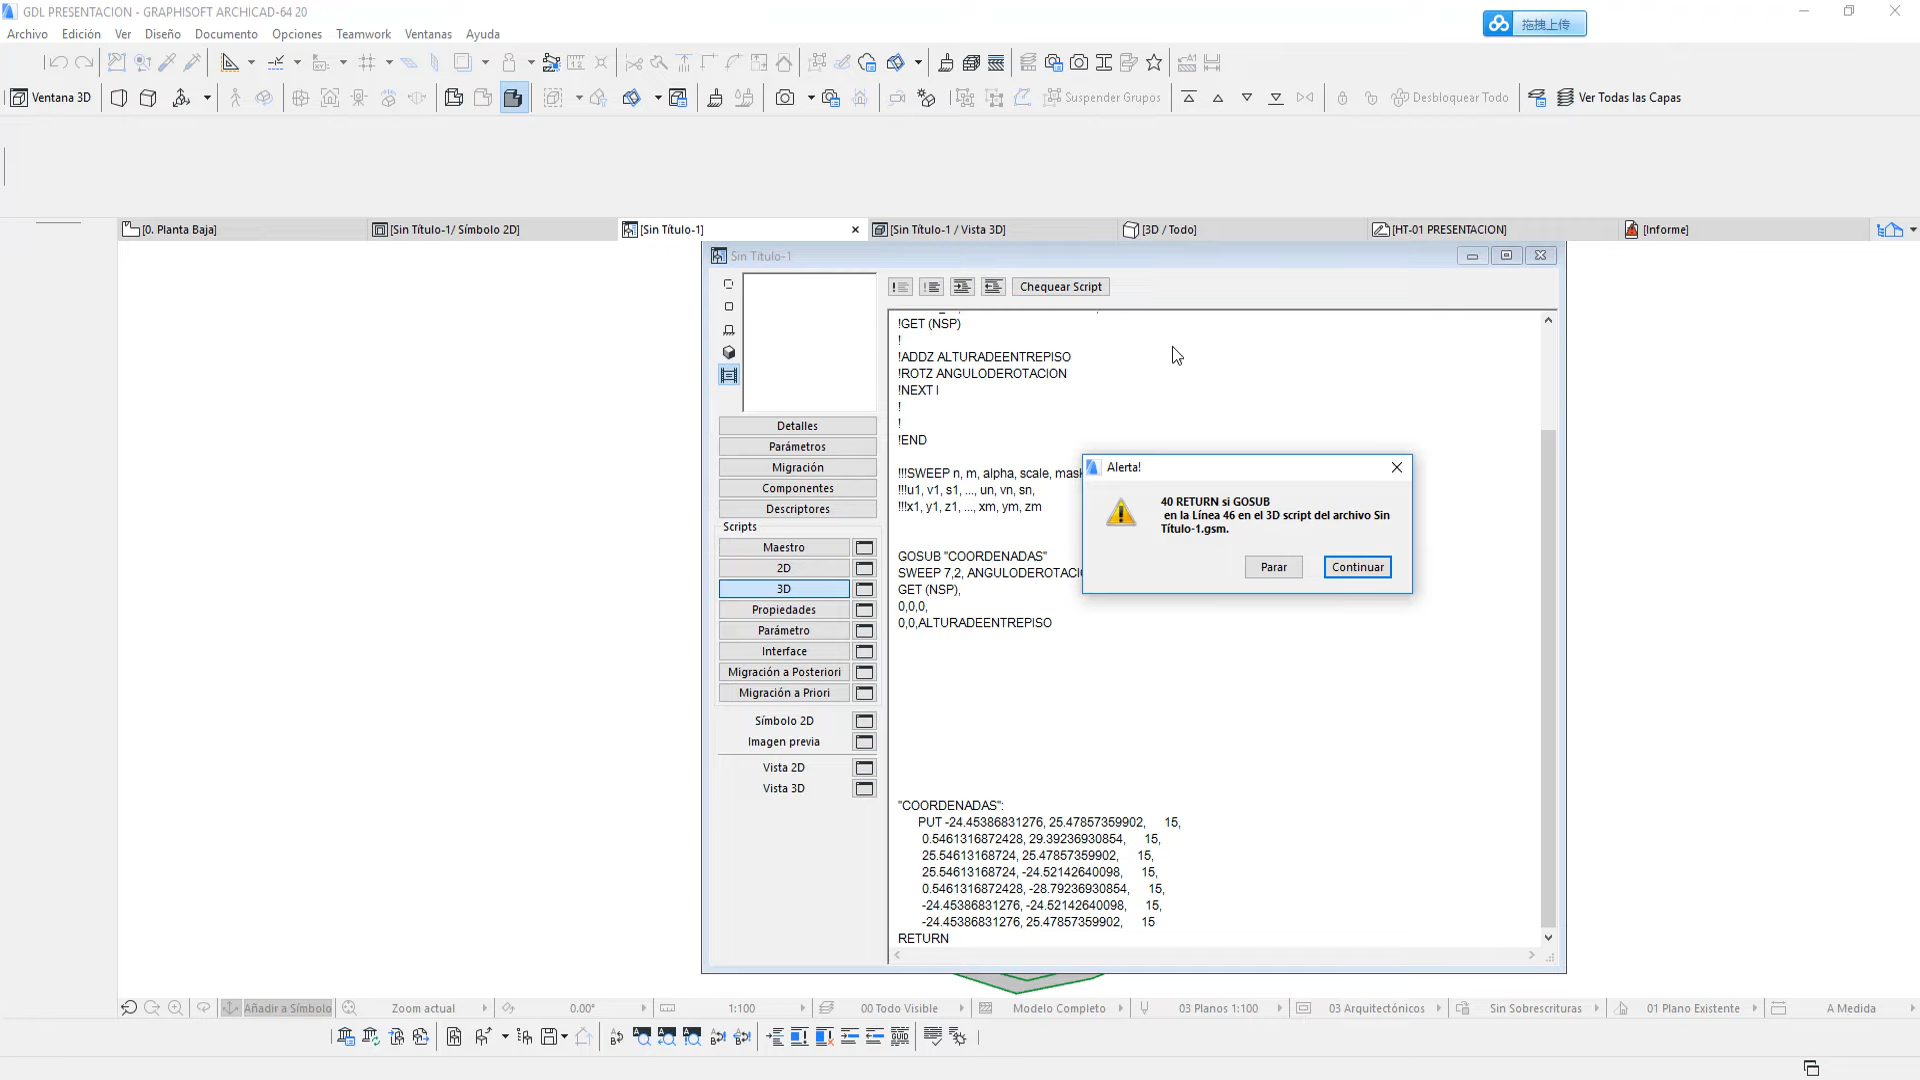 GDL PRESENTACION - GRAPHISOFT ARCHICAD-64 20
拖拽上传
Archivo Edición Ver Diseño Documento Opciones Teamwork Ventanas Ayuda
Ventana 3D
Suspender Grupos
Desbloquear Todo
Ver Todas las Capas
[0. Planta Baja]
[Sin Título-1/ Símbolo 2D]
[Sin Título-1]
[Sin Título-1 / Vista 3D]
[3D / Todo]
[HT-01 PRESENTACION]
[Informe]
Sin Título-1
Chequear Script
Detalles
Parámetros
Migración
Componentes
Descriptores
Scripts
Maestro
2D
3D
Propiedades
Parámetro
Interface
Migración a Posteriori
Migración a Priori
Símbolo 2D
Imagen previa
Vista 2D
Vista 3D
!GET (NSP)
!
!ADDZ ALTURADEENTREPISO
!ROTZ ANGULODEROTACION
!NEXT I
!
!
!END
!!!SWEEP n, m, alpha, scale, mask
!!!u1, v1, s1, ..., un, vn, sn,
!!!x1, y1, z1, ..., xm, ym, zm
GOSUB "COORDENADAS"
SWEEP 7,2, ANGULODEROTACI
GET (NSP),
0,0,0,
0,0,ALTURADEENTREPISO
"COORDENADAS":
PUT -24.45386831276, 25.47857359902, 15,
0.5461316872428, 29.39236930854, 15,
25.54613168724, 25.47857359902, 15,
25.54613168724, -24.52142640098, 15,
0.5461316872428, -28.79236930854, 15,
-24.45386831276, -24.52142640098, 15,
-24.45386831276, 25.47857359902, 15
RETURN
Alerta!
40 RETURN si GOSUB
en la Línea 46 en el 3D script del archivo Sin
Título-1.gsm.
Parar
Continuar
Añadir a Símbolo
Zoom actual
0.00°
1:100
00 Todo Visible
Modelo Completo
03 Planos 1:100
03 Arquitectónicos
Sin Sobrescrituras
01 Plano Existente
A Medida